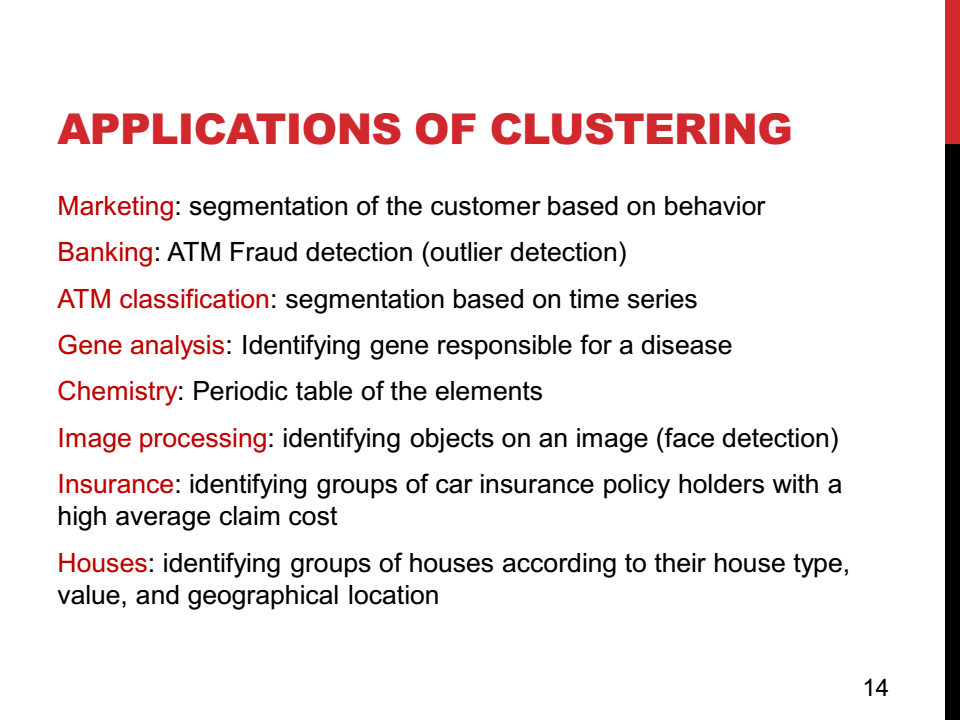 APPLICATIONS OF CLUSTERING
Marketing: segmentation of the customer based on behavior
Banking: ATM Fraud detection (outlier detection)
ATM classification: segmentation based on time series
Gene analysis: Identifying gene responsible for a disease
Chemistry: Periodic table of the elements
Image processing: identifying objects on an image (face detection)
Insurance: identifying groups of car insurance policy holders with a
high average claim cost
Houses: identifying groups of houses according to their house type,
value, and geographical location
14